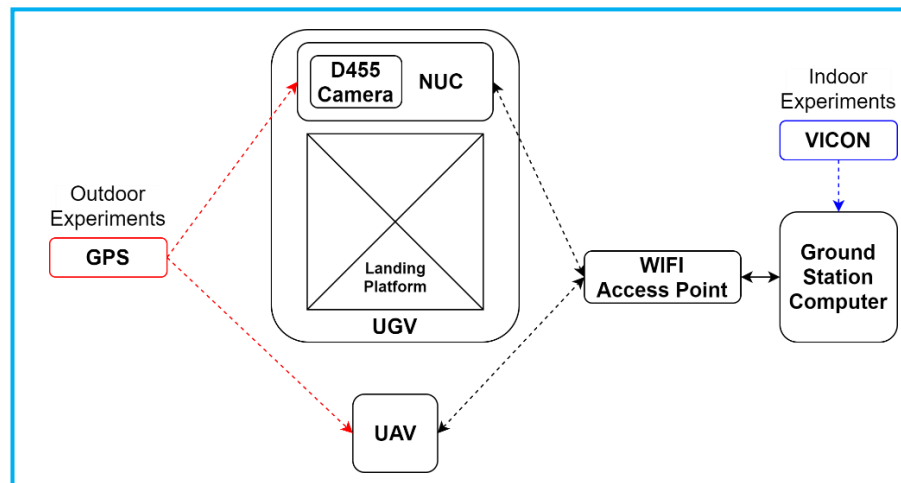 D455
Camera
NUC
Indoor
Experiments
VICON
Outdoor
Experiments
GPS
Landing
Platform
UGV
WIFI
Access Point
Ground
Station
Computer
UAV